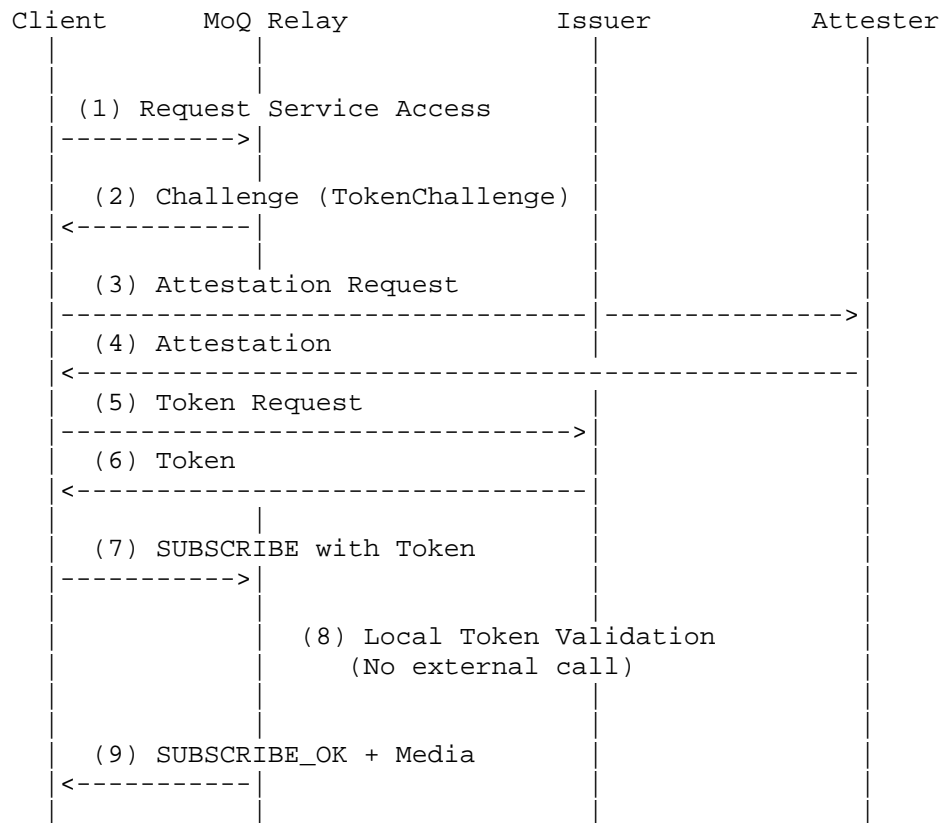 Client MoQ Relay Issuer Attester
(1) Request Service Access
(2) Challenge (TokenChallenge)
(3) Attestation Request
(4) Attestation
(5) Token Request
(6) Token
(7) SUBSCRIBE with Token
(8) Local Token Validation
(No external call)
(9) SUBSCRIBE_OK + Media